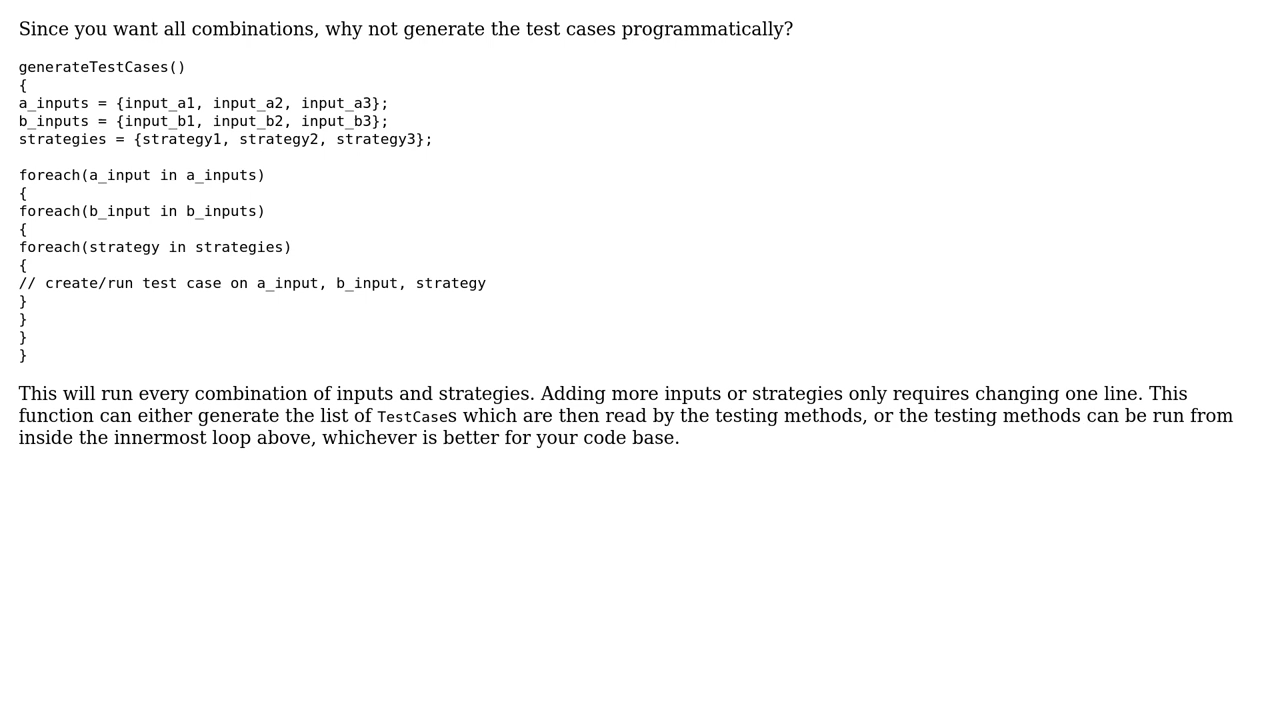 Since you want all combinations, why not generate the test cases programmatically?
generateTestCases()
{
a_inputs = {input_a1, input_a2, input_a3};
b_inputs = {input_b1, input_b2, input_b3};
strategies = {strategy1, strategy2, strategy3};
foreach(a_input in a_inputs)
{
foreach(b_input in b_inputs)
{
foreach(strategy in strategies)
{
// create/run test case on a_input, b_input, strategy
}
}
}
}
This will run every combination of inputs and strategies. Adding more inputs or strategies only requires changing one line. This
function can either generate the list of TestCases which are then read by the testing methods, or the testing methods can be run from
inside the innermost loop above, whichever is better for your code base.